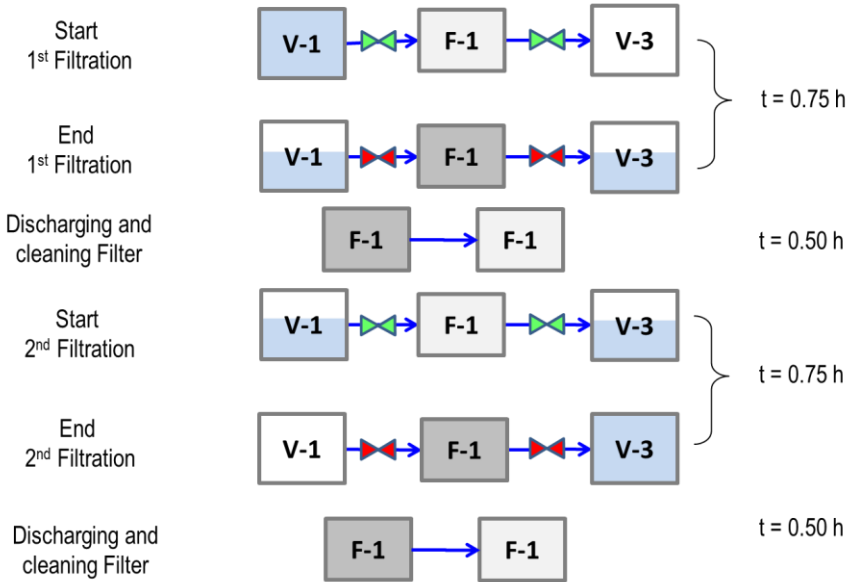 Start
1st Filtration
V-1 F-1 V-3
t = 0.75 h
End
1st Filtration
V-1 F-1 V-3
Discharging and
cleaning Filter
F-1 F-1
t = 0.50 h
Start
2nd Filtration
V-1 F-1 V-3
t = 0.75 h
End
2nd Filtration
V-1 F-1 V-3
Discharging and
cleaning Filter
F-1 F-1
t = 0.50 h